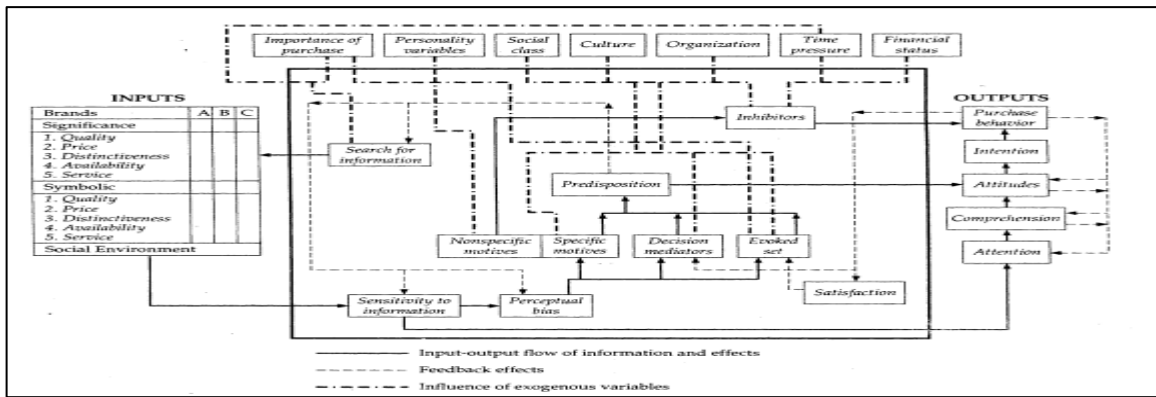 Importance of
purchase
Personality
variables
Social
class
Culture
Organization
Time
pressure
Financial
status
INPUTS
Brands A B C
Significance
1. Quality
2. Price
3. Distinctiveness
4. Availability
5. Service
Symbolic
1. Quality
2. Price
3. Distinctiveness
4. Availability
5. Service
Social Environment
Search for
information
Inhibitors
Predisposition
Nonspecific
motives
Specific
motives
Decision
mediators
Evoked
set
Sensitivity to
information
Perceptual
bias
Satisfaction
OUTPUTS
Purchase
behavior
Intention
Attitudes
Comprehension
Attention
Input-output flow of information and effects
Feedback effects
Influence of exogenous variables